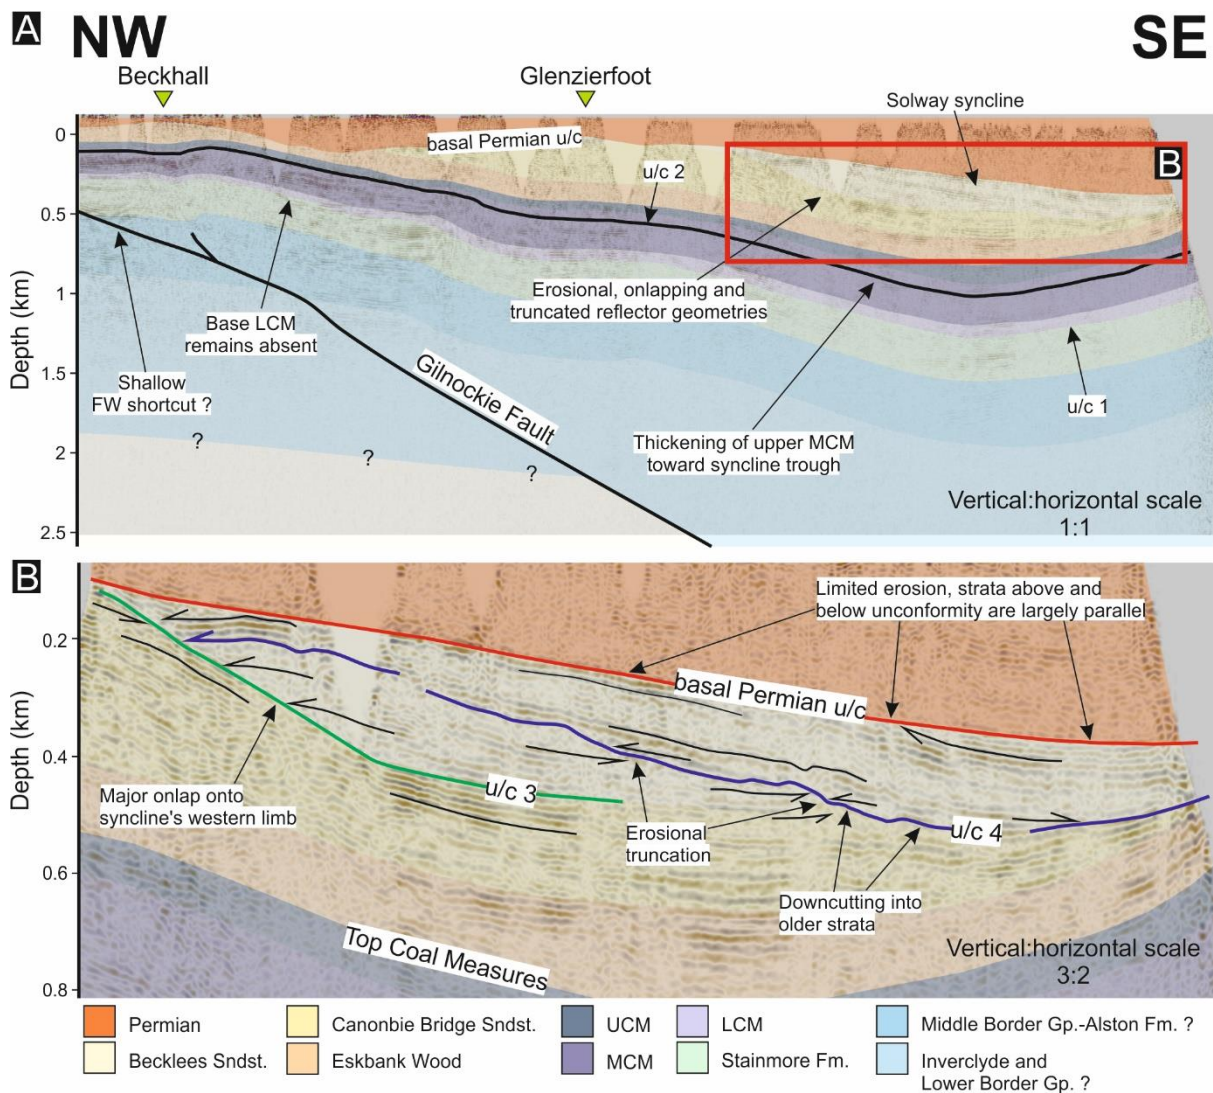 A
NW
SE
Beckhall
Glenzierfoot
Solway syncline
0
basal Permian u/c
B
u/c 2
0.5
Erosional, onlapping and
truncated reflector geometries
1
Base LCM
remains absent
Depth (km)
Shallow
FW shortcut ?
Gilnockie Fault
u/c 1
1.5
Thickening of upper MCM
toward syncline trough
?
?
?
2
Vertical:horizontal scale
1:1
2.5
B
Limited erosion, strata above and
below unconformity are largely parallel
0.2
basal Permian u/c
0.4
Depth (km)
Major onlap onto
syncline's western limb
u/c 3
Erosional
truncation
u/c 4
0.6
Downcutting into
older strata
Top Coal Measures
Vertical:horizontal scale
3:2
0.8
Permian
Canonbie Bridge Sndst.
UCM
LCM
Middle Border Gp.-Alston Fm. ?
Becklees Sndst.
Eskbank Wood
MCM
Stainmore Fm.
Inverclyde and
Lower Border Gp. ?